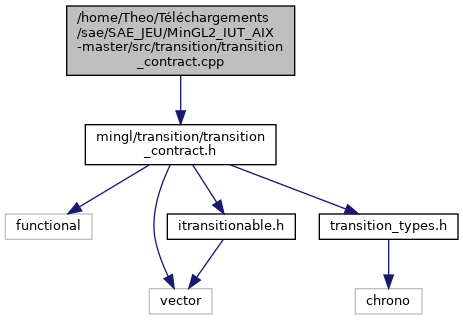 /home/Theo/Téléchargements
/sae/SAE_JEU/MinGL2_IUT_AIX
-master/src/transition/transition
_contract.cpp
mingl/transition/transition
_contract.h
functional
itransitionable.h
transition_types.h
vector
chrono